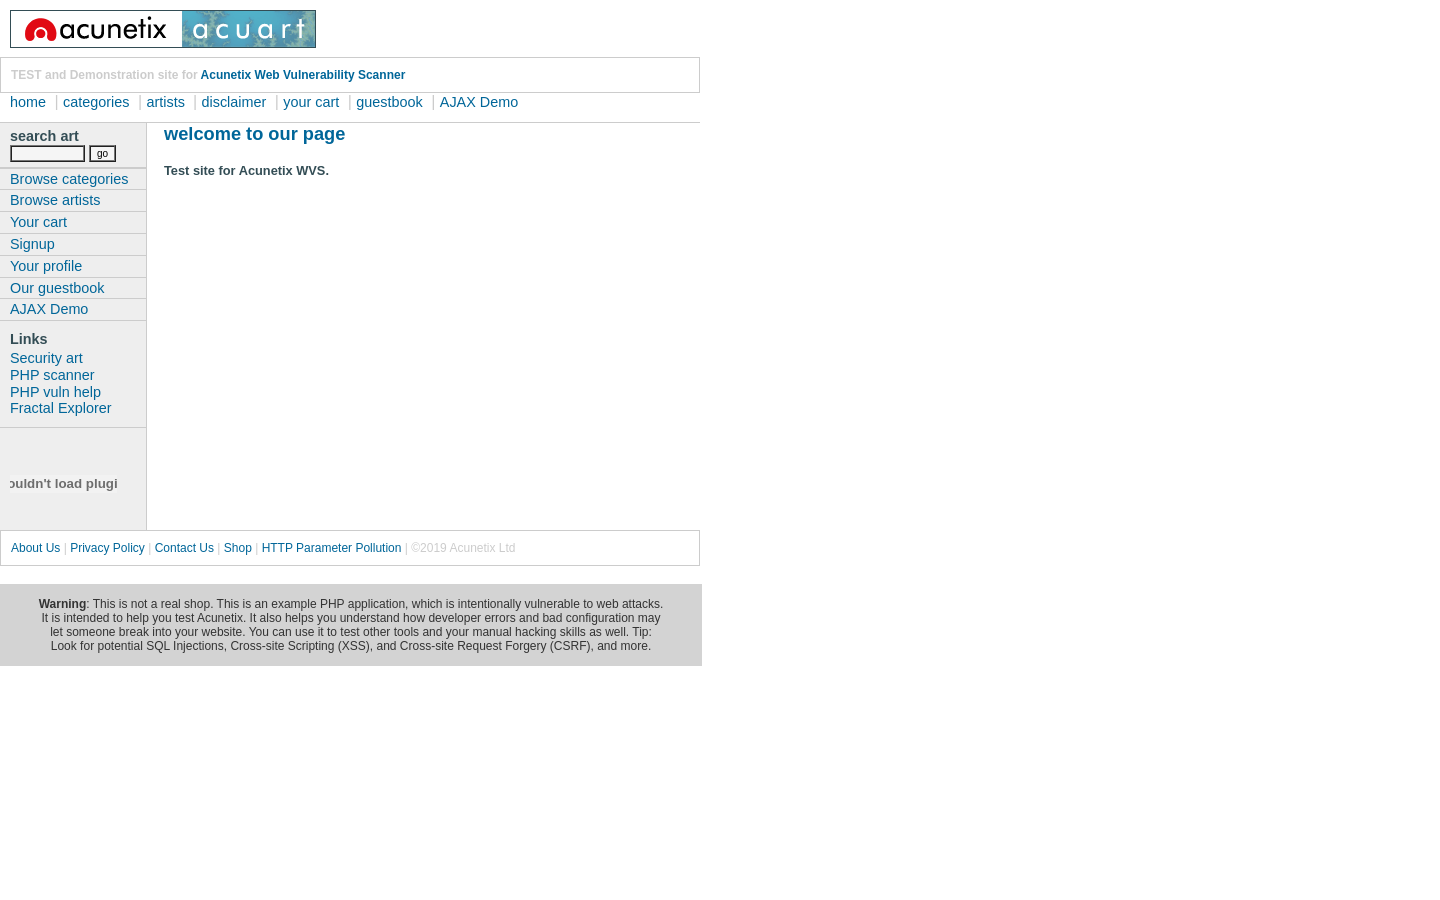 acunetix acuart
TEST and Demonstration site for Acunetix Web Vulnerability Scanner
home | categories | artists | disclaimer | your cart | guestbook | AJAX Demo
search art
go
Browse categories
Browse artists
Your cart
Signup
Your profile
Our guestbook
AJAX Demo
Links
Security art
PHP scanner
PHP vuln help
Fractal Explorer
ouldn't load plugi
welcome to our page
Test site for Acunetix WVS.
About Us | Privacy Policy | Contact Us | Shop | HTTP Parameter Pollution | ©2019 Acunetix Ltd
Warning: This is not a real shop. This is an example PHP application, which is intentionally vulnerable to web attacks.
It is intended to help you test Acunetix. It also helps you understand how developer errors and bad configuration may
let someone break into your website. You can use it to test other tools and your manual hacking skills as well. Tip:
Look for potential SQL Injections, Cross-site Scripting (XSS), and Cross-site Request Forgery (CSRF), and more.